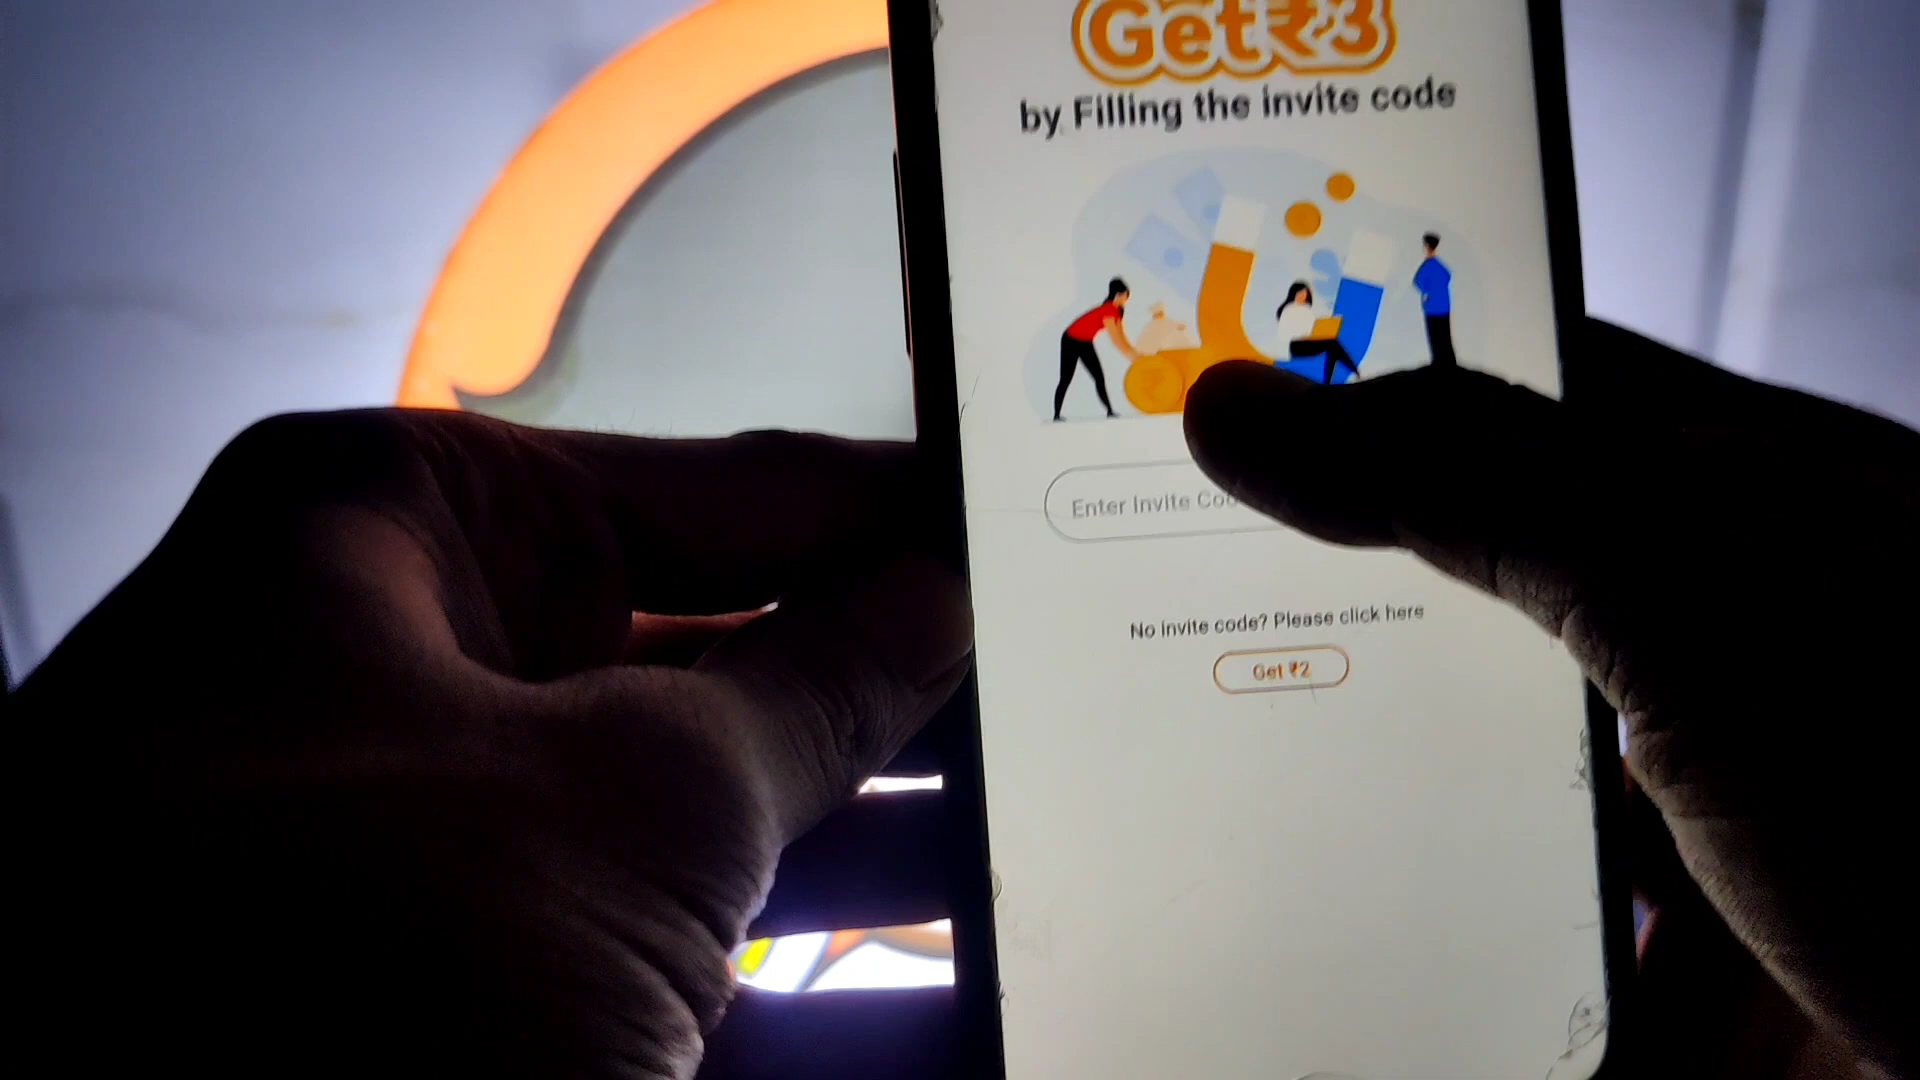 Get₹3
by Filling the invite code
Enter Invite
No invite code? Please click here
Get ₹2